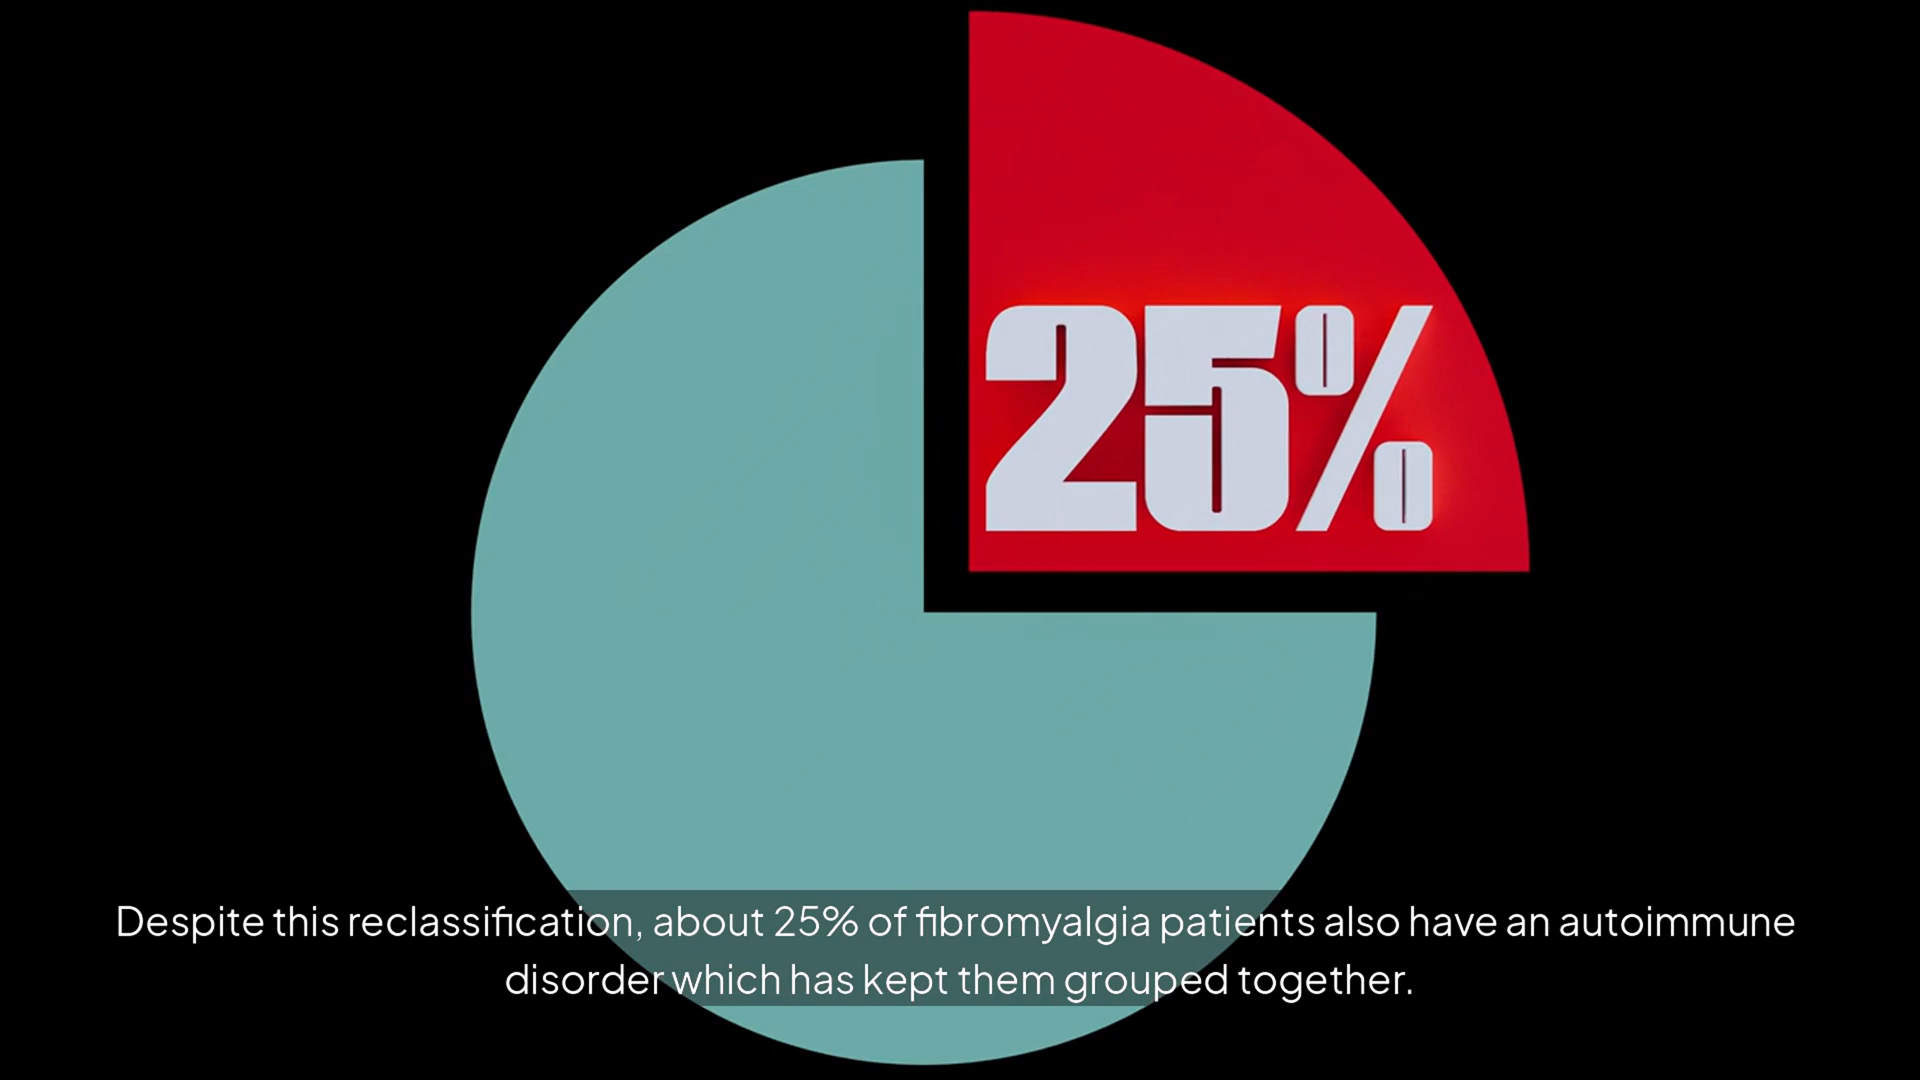 25%
Despite this reclassification, about 25% of fibromyalgia patients also have an autoimmune
disorder which has kept them grouped together.